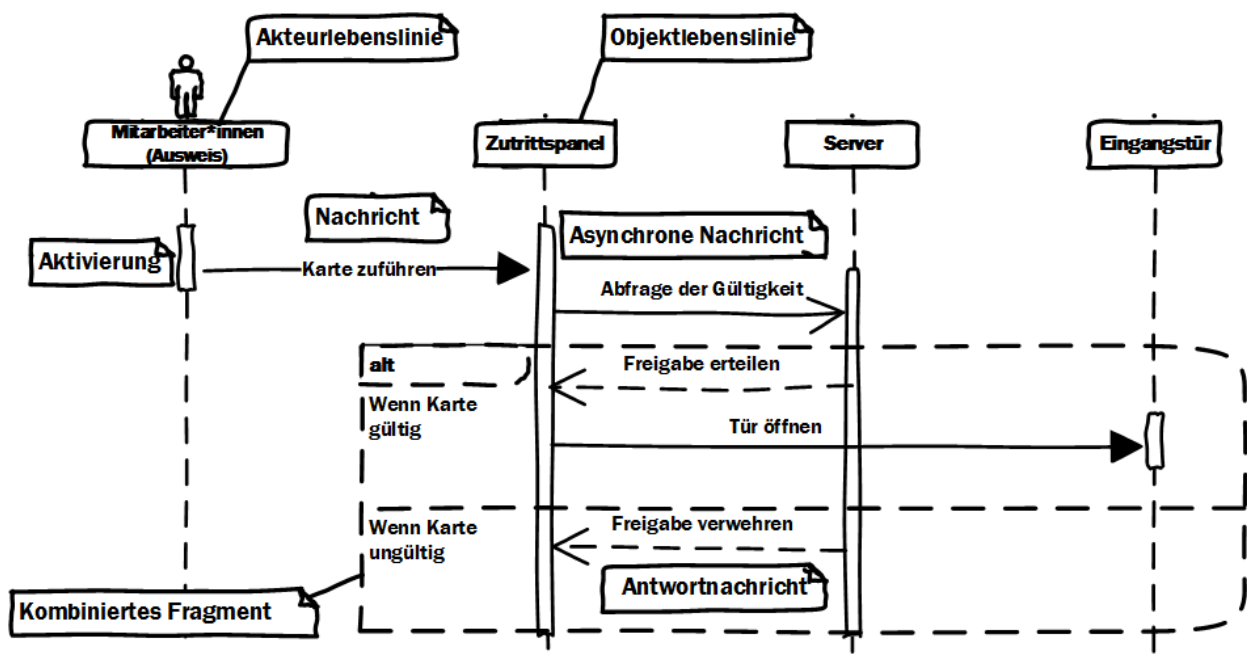 Akteurlebenslinie
Objektlebenslinie
Mitarbeiter*innen
(Ausweis)
Zutrittspanel
Server
Eingangstür
Nachricht
Asynchrone Nachricht
Aktivierung
Karte zuführen
Abfrage der Gültigkeit
alt
Freigabe erteilen
Wenn Karte
gültig
Tür öffnen
Wenn Karte
ungültig
Freigabe verwehren
Antwortnachricht
Kombiniertes Fragment